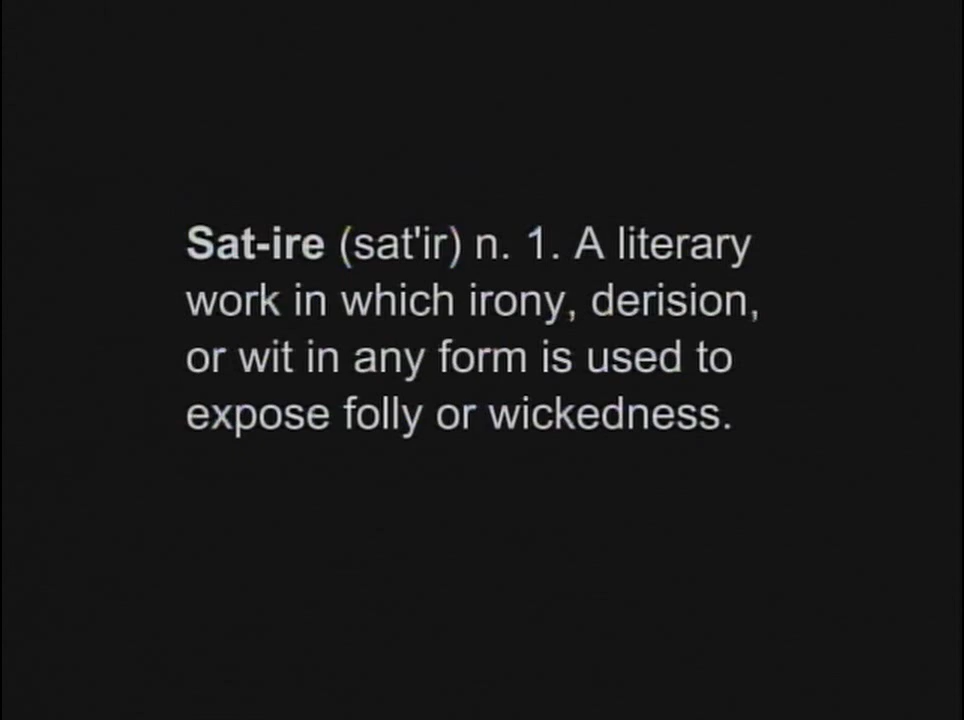 Sat-ire (sat'ir) n. 1. A literary
work in which irony, derision,
or wit in any form is used to
expose folly or wickedness.